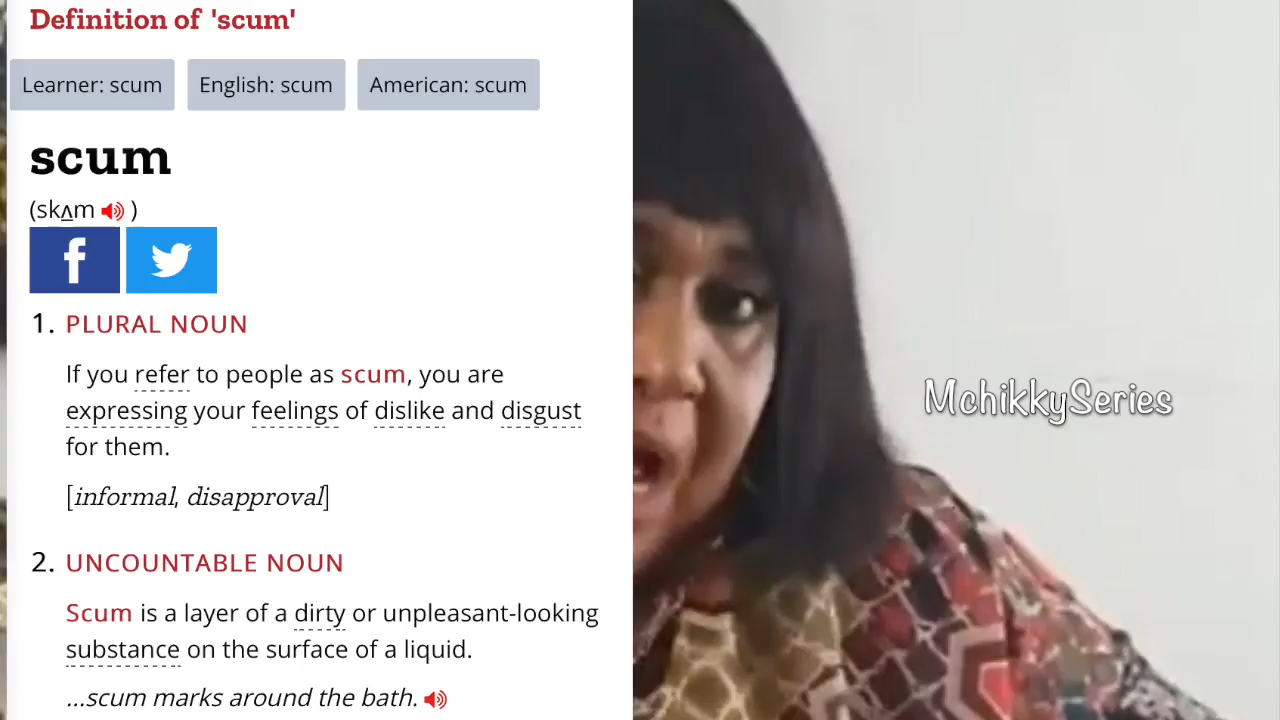 Definition of 'scum'
Learner: scum English: scum American: scum
scum
(skʌm )
1. PLURAL NOUN
If you refer to people as scum, you are
expressing your feelings of dislike and disgust
for them.
[informal, disapproval]
2. UNCOUNTABLE NOUN
Scum is a layer of a dirty or unpleasant-looking
substance on the surface of a liquid.
...scum marks around the bath.
MchikkySeries